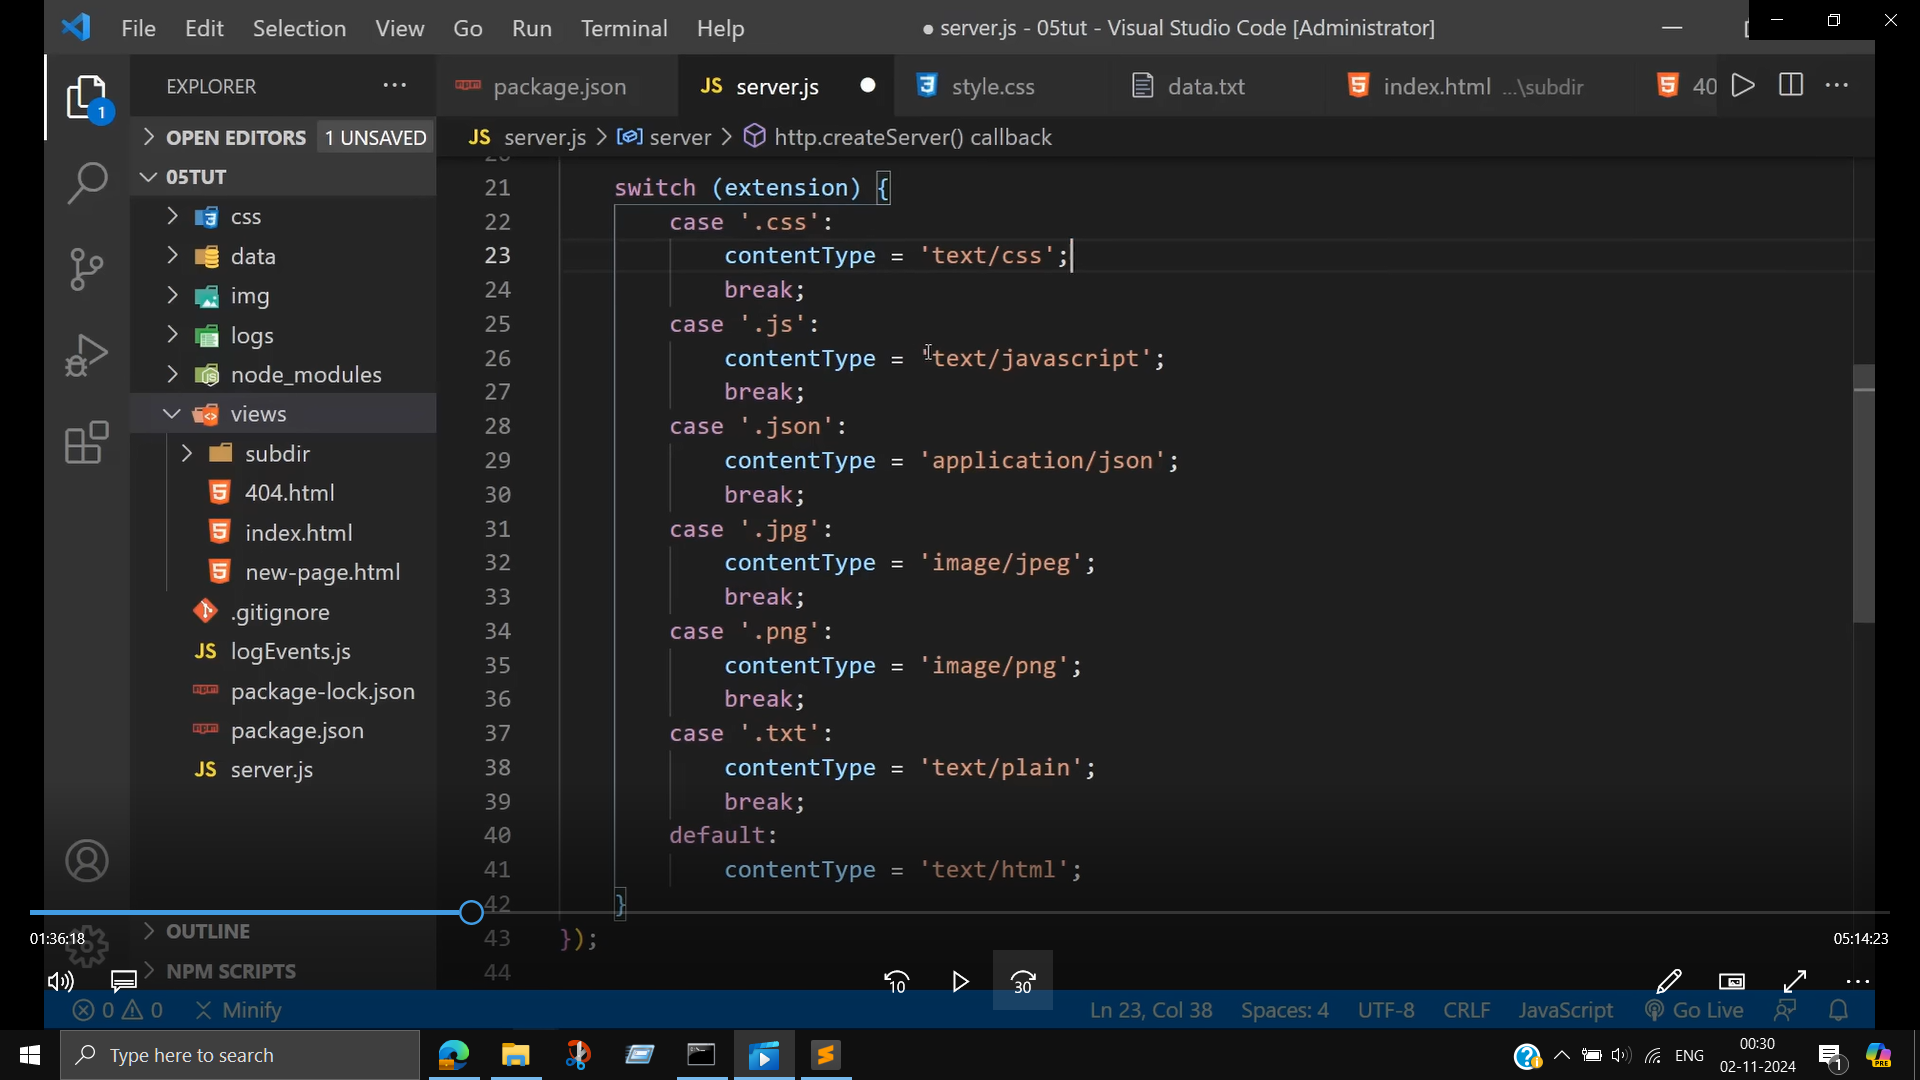 File Edit Selection View Go Run Terminal Help
● server.js - 05tut - Visual Studio Code [Administrator]
EXPLORER
package.json
JS server.js
style.css
data.txt
index.html ...\subdir
40
1
OPEN EDITORS 1 UNSAVED
JS server.js > server > http.createServer() callback
05TUT
css
data
img
logs
node_modules
views
subdir
404.html
index.html
new-page.html
.gitignore
JS logEvents.js
package-lock.json
package.json
JS server.js
OUTLINE
NPM SCRIPTS
21 switch (extension) {
22 case '.css':
23 contentType = 'text/css';
24 break;
25 case '.js':
26 contentType = 'text/javascript';
27 break;
28 case '.json':
29 contentType = 'application/json';
30 break;
31 case '.jpg':
32 contentType = 'image/jpeg';
33 break;
34 case '.png':
35 contentType = 'image/png';
36 break;
37 case '.txt':
38 contentType = 'text/plain';
39 break;
40 default:
41 contentType = 'text/html';
42 }
43 });
44
01:36:18
05:14:23
10
30
0 0 Minify
Ln 23, Col 38 Spaces: 4 UTF-8 CRLF JavaScript Go Live
Type here to search
ENG
00:30
02-11-2024
1
PRE